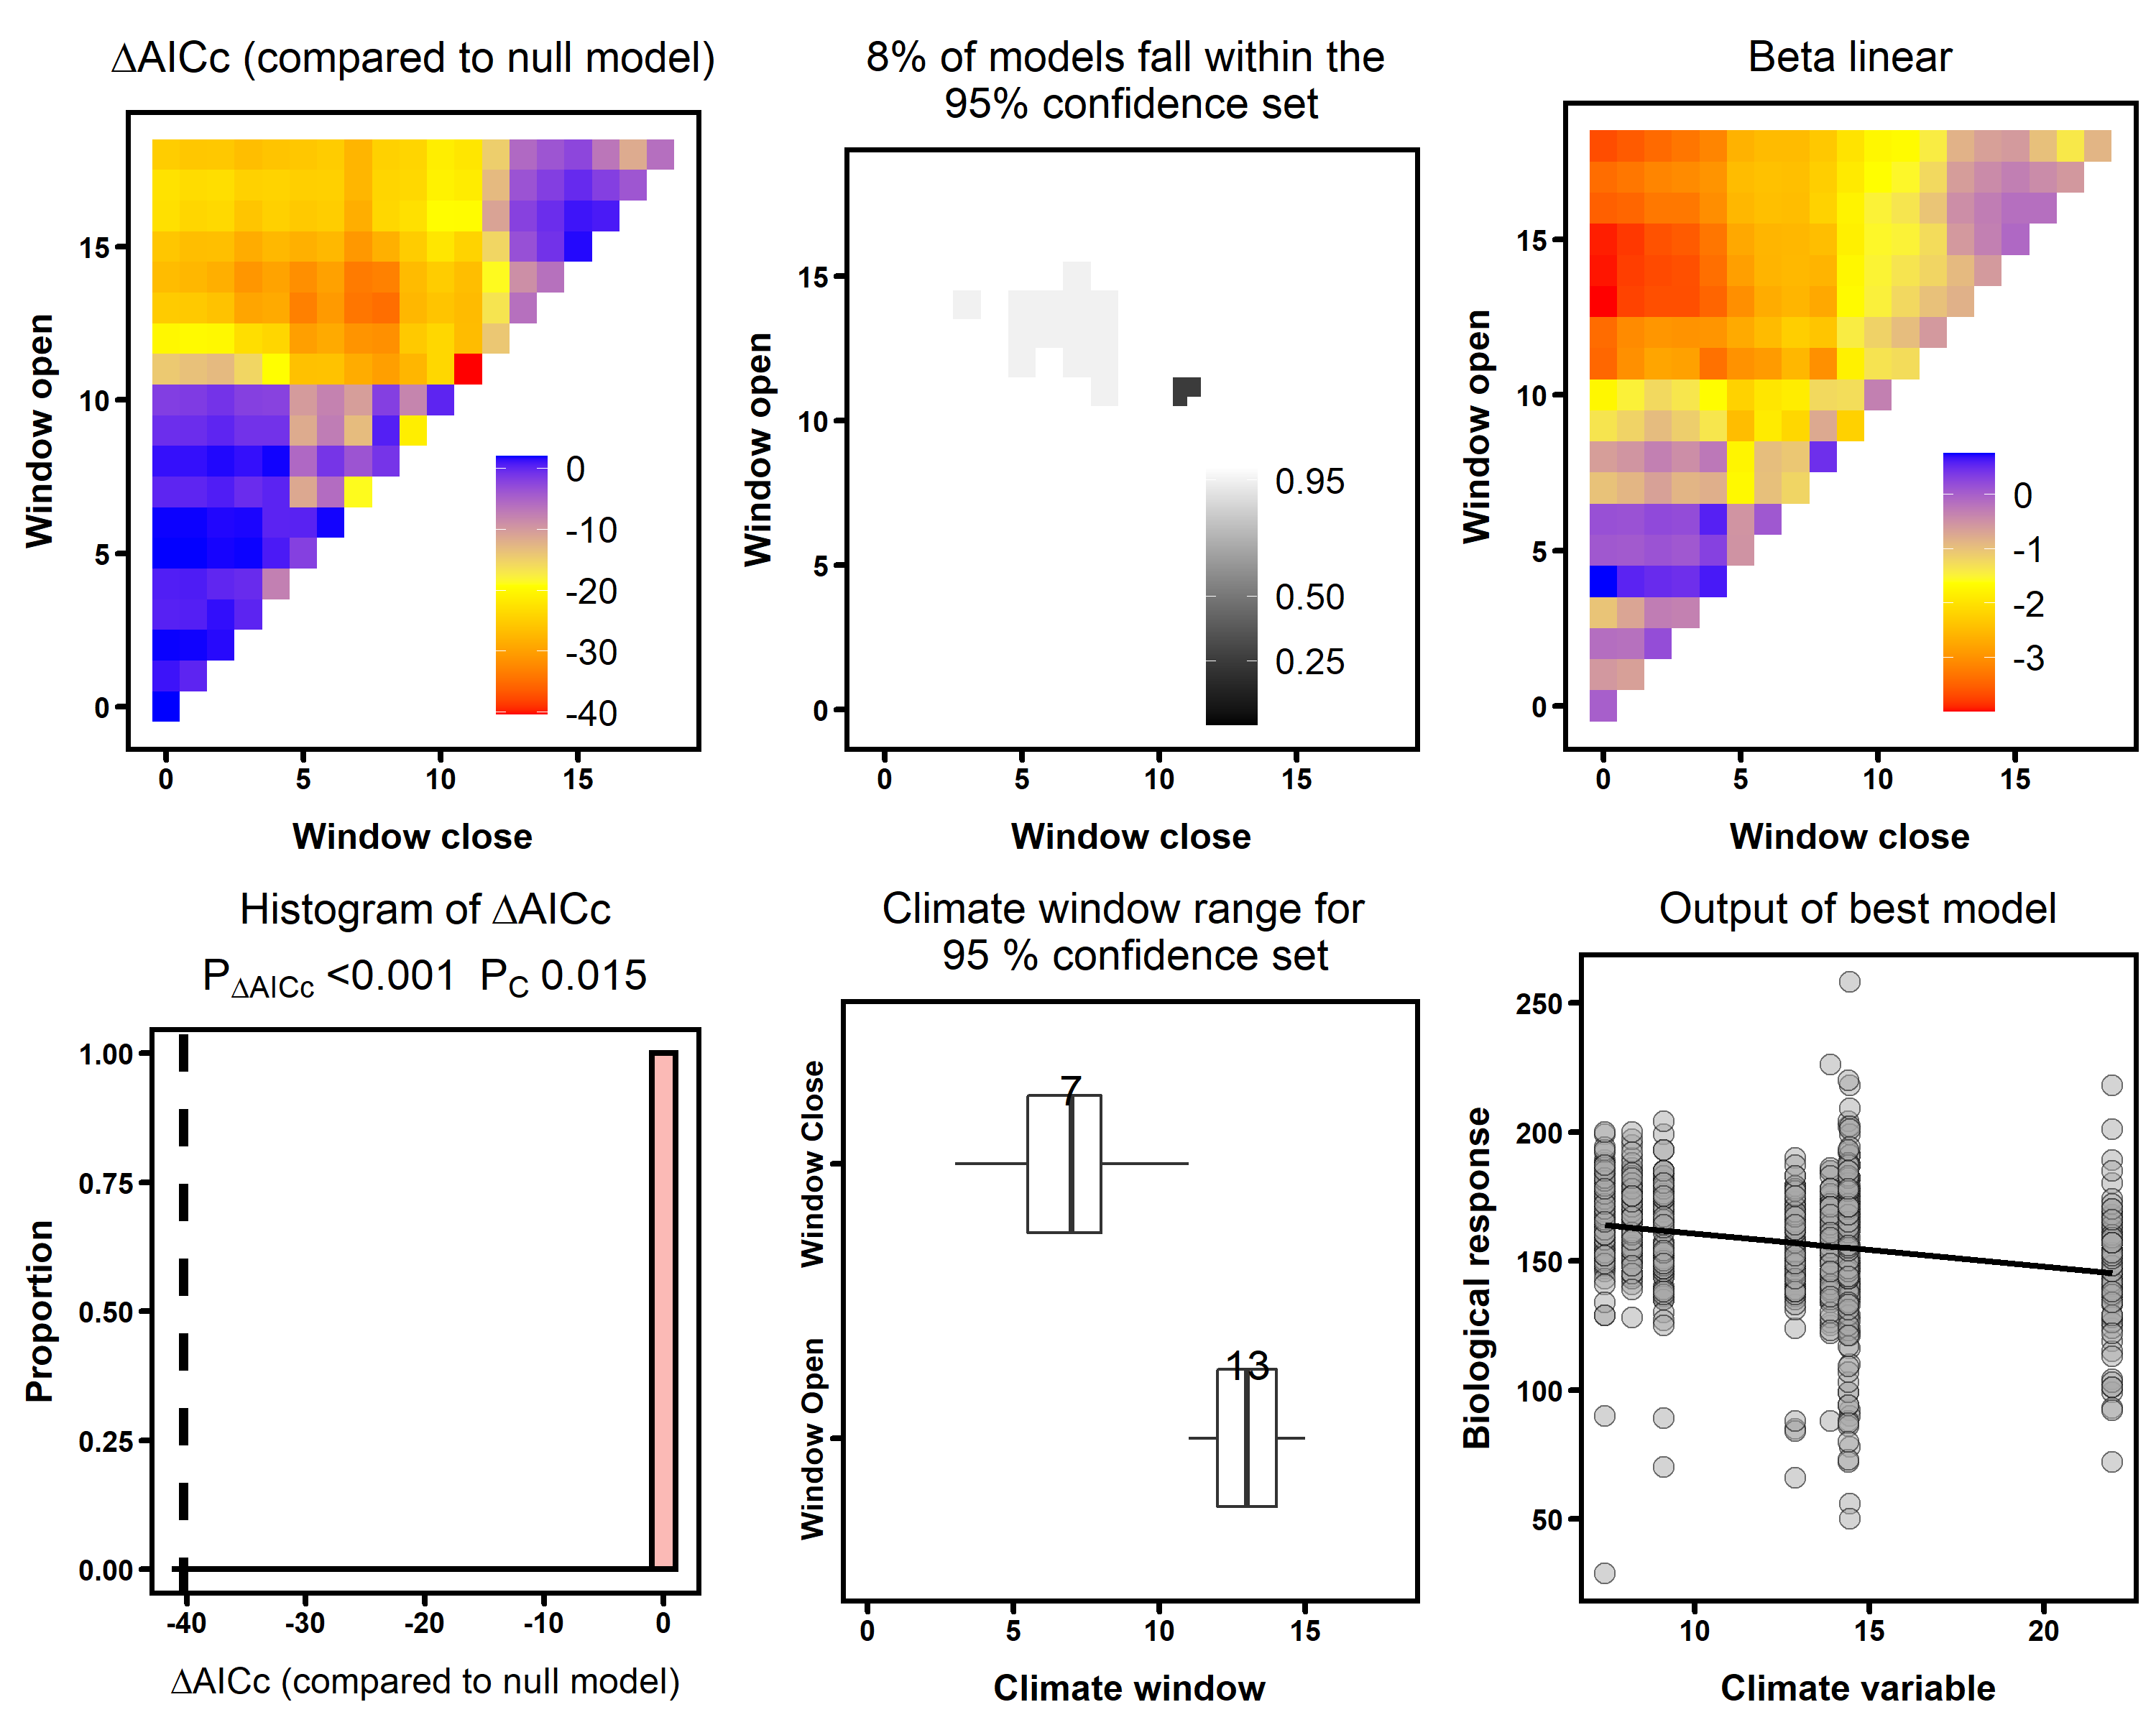 ΔAICc (compared to null model)
Window open
15
10
5
0
0
-10
-20
-30
-40
0 5 10 15
Window close
8% of models fall within the
95% confidence set
Window open
15
10
5
0
0.95
0.50
0.25
0 5 10 15
Window close
Beta linear
Window open
15
10
5
0
0
-1
-2
-3
0 5 10 15
Window close
Histogram of ΔAICc
PΔAICc <0.001 PC 0.015
Proportion
1.00
0.75
0.50
0.25
0.00
-40 -30 -20 -10 0
ΔAICc (compared to null model)
Climate window range for
95 % confidence set
Window Close
7
Window Open
13
0 5 10 15
Climate window
Output of best model
Biological response
250
200
150
100
50
10 15 20
Climate variable